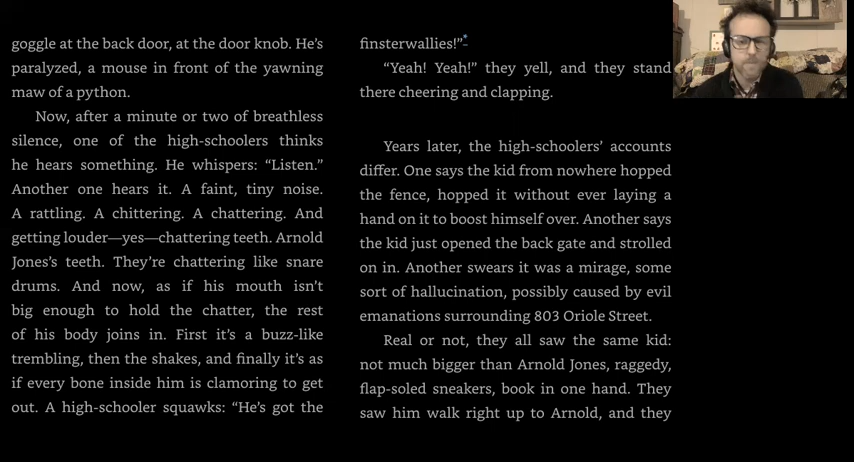 goggle at the back door, at the door knob. He’s
paralyzed, a mouse in front of the yawning
maw of a python.
Now, after a minute or two of breathless
silence, one of the high-schoolers thinks
he hears something. He whispers: “Listen.”
Another one hears it. A faint, tiny noise.
A rattling. A chittering. A chattering. And
getting louder—yes—chattering teeth. Arnold
Jones’s teeth. They’re chattering like snare
drums. And now, as if his mouth isn’t
big enough to hold the chatter, the rest
of his body joins in. First it’s a buzz-like
trembling, then the shakes, and finally it’s as
if every bone inside him is clamoring to get
out. A high-schooler squawks: “He’s got the
finsterwallies!”*
“Yeah! Yeah!” they yell, and they stand
there cheering and clapping.
Years later, the high-schoolers’ accounts
differ. One says the kid from nowhere hopped
the fence, hopped it without ever laying a
hand on it to boost himself over. Another says
the kid just opened the back gate and strolled
on in. Another swears it was a mirage, some
sort of hallucination, possibly caused by evil
emanations surrounding 803 Oriole Street.
Real or not, they all saw the same kid:
not much bigger than Arnold Jones, raggedy,
flap-soled sneakers, book in one hand. They
saw him walk right up to Arnold, and they